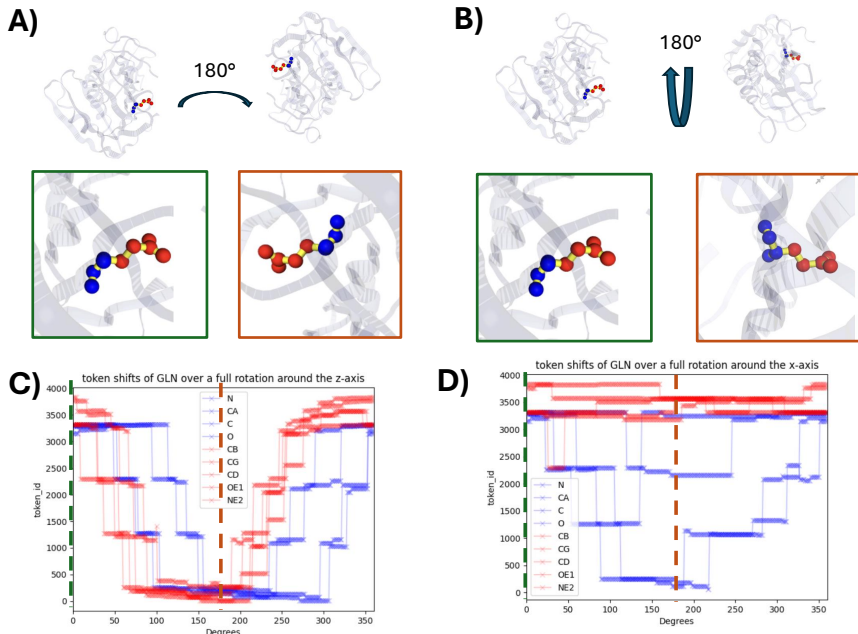 A)
180°
B)
180°
C)
token shifts of GLN over a full rotation around the z-axis
4000
3500
3000
2500
2000
1500
1000
500
0
token_id
N
CA
C
O
CB
CG
CD
OE1
NE2
0 50 100 150 200 250 300 350
Degrees
D)
token shifts of GLN over a full rotation around the x-axis
4000
3500
3000
2500
2000
1500
1000
500
0
token_id
N
CA
C
O
CB
CG
CD
OE1
NE2
0 50 100 150 200 250 300 350
Degrees